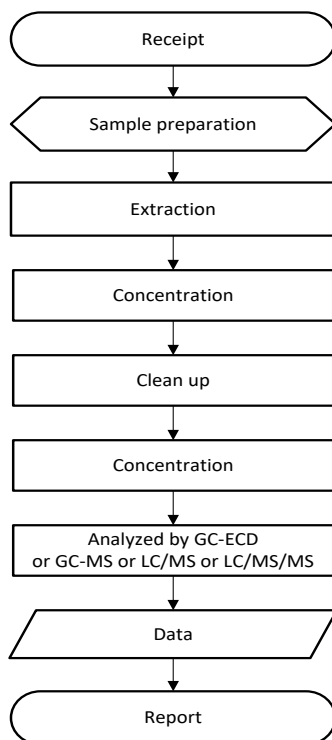 Receipt
Sample preparation
Extraction
Concentration
Clean up
Concentration
Analyzed by GC-ECD
or GC-MS or LC/MS or LC/MS/MS
Data
Report